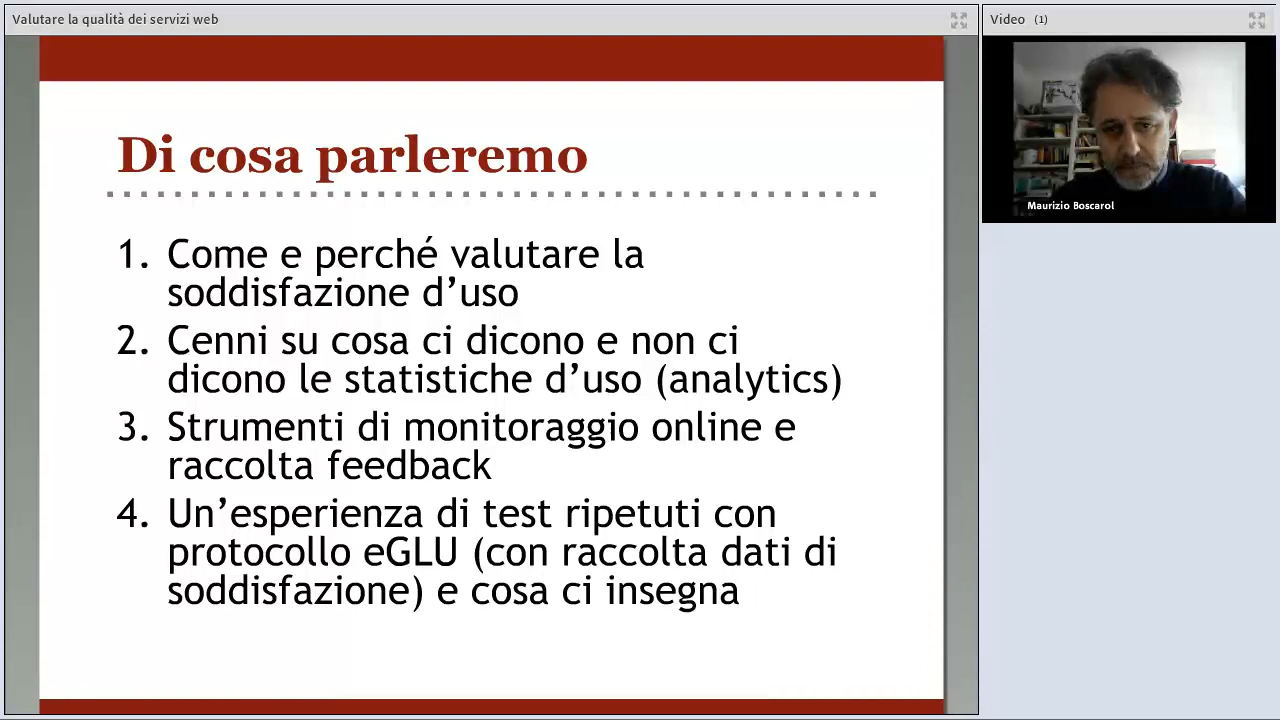 Valutare la qualità dei servizi web
Video (1)
Maurizio Boscarol
Di cosa parleremo
1. Come e perché valutare la
soddisfazione d’uso
2. Cenni su cosa ci dicono e non ci
dicono le statistiche d’uso (analytics)
3. Strumenti di monitoraggio online e
raccolta feedback
4. Un’esperienza di test ripetuti con
protocollo eGLU (con raccolta dati di
soddisfazione) e cosa ci insegna